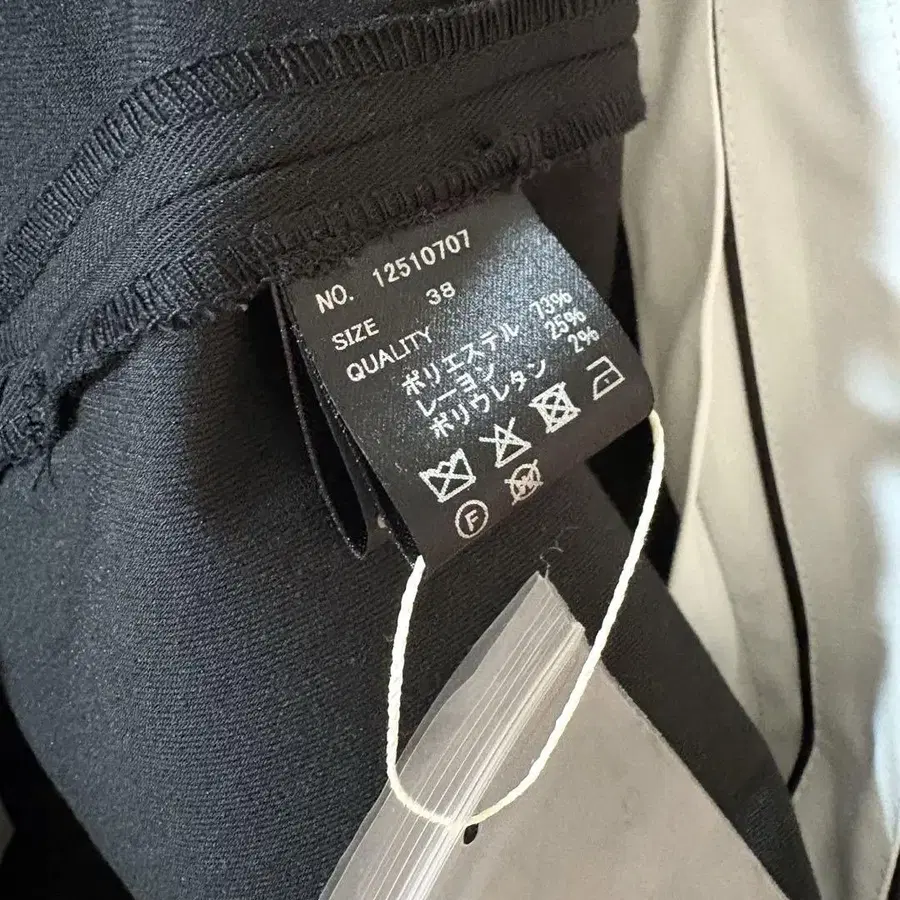 NO. 12510707
SIZE 38
QUALITY
ポリエステル 73%
レーヨン 25%
ポリウレタン 2%
F W